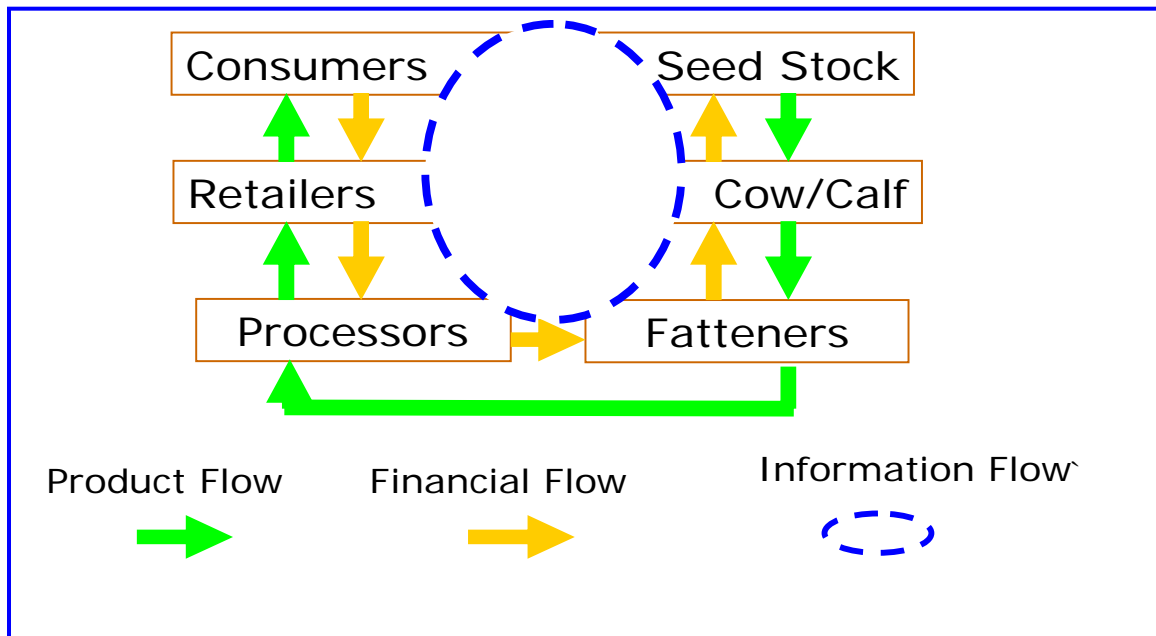 Consumers
Seed Stock
Retailers
Cow/Calf
Processors
Fatteners
Product Flow
Financial Flow
Information Flow`